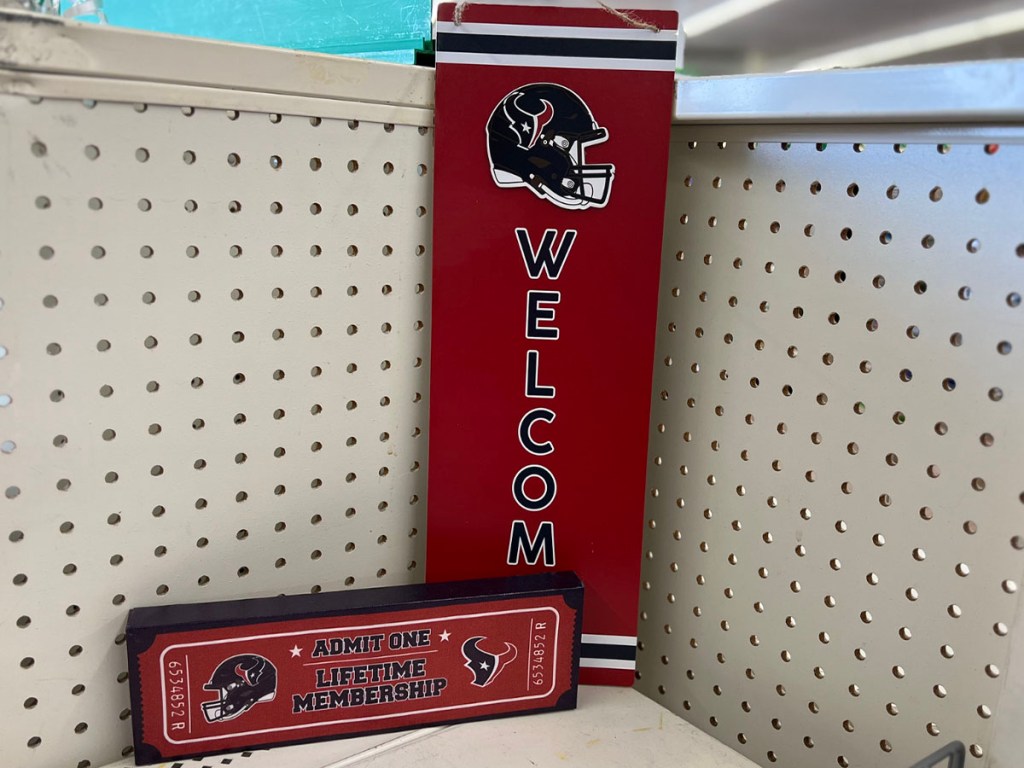 WELCOM
ADMIT ONE
LIFETIME
MEMBERSHIP
6534852 R
6534852 R